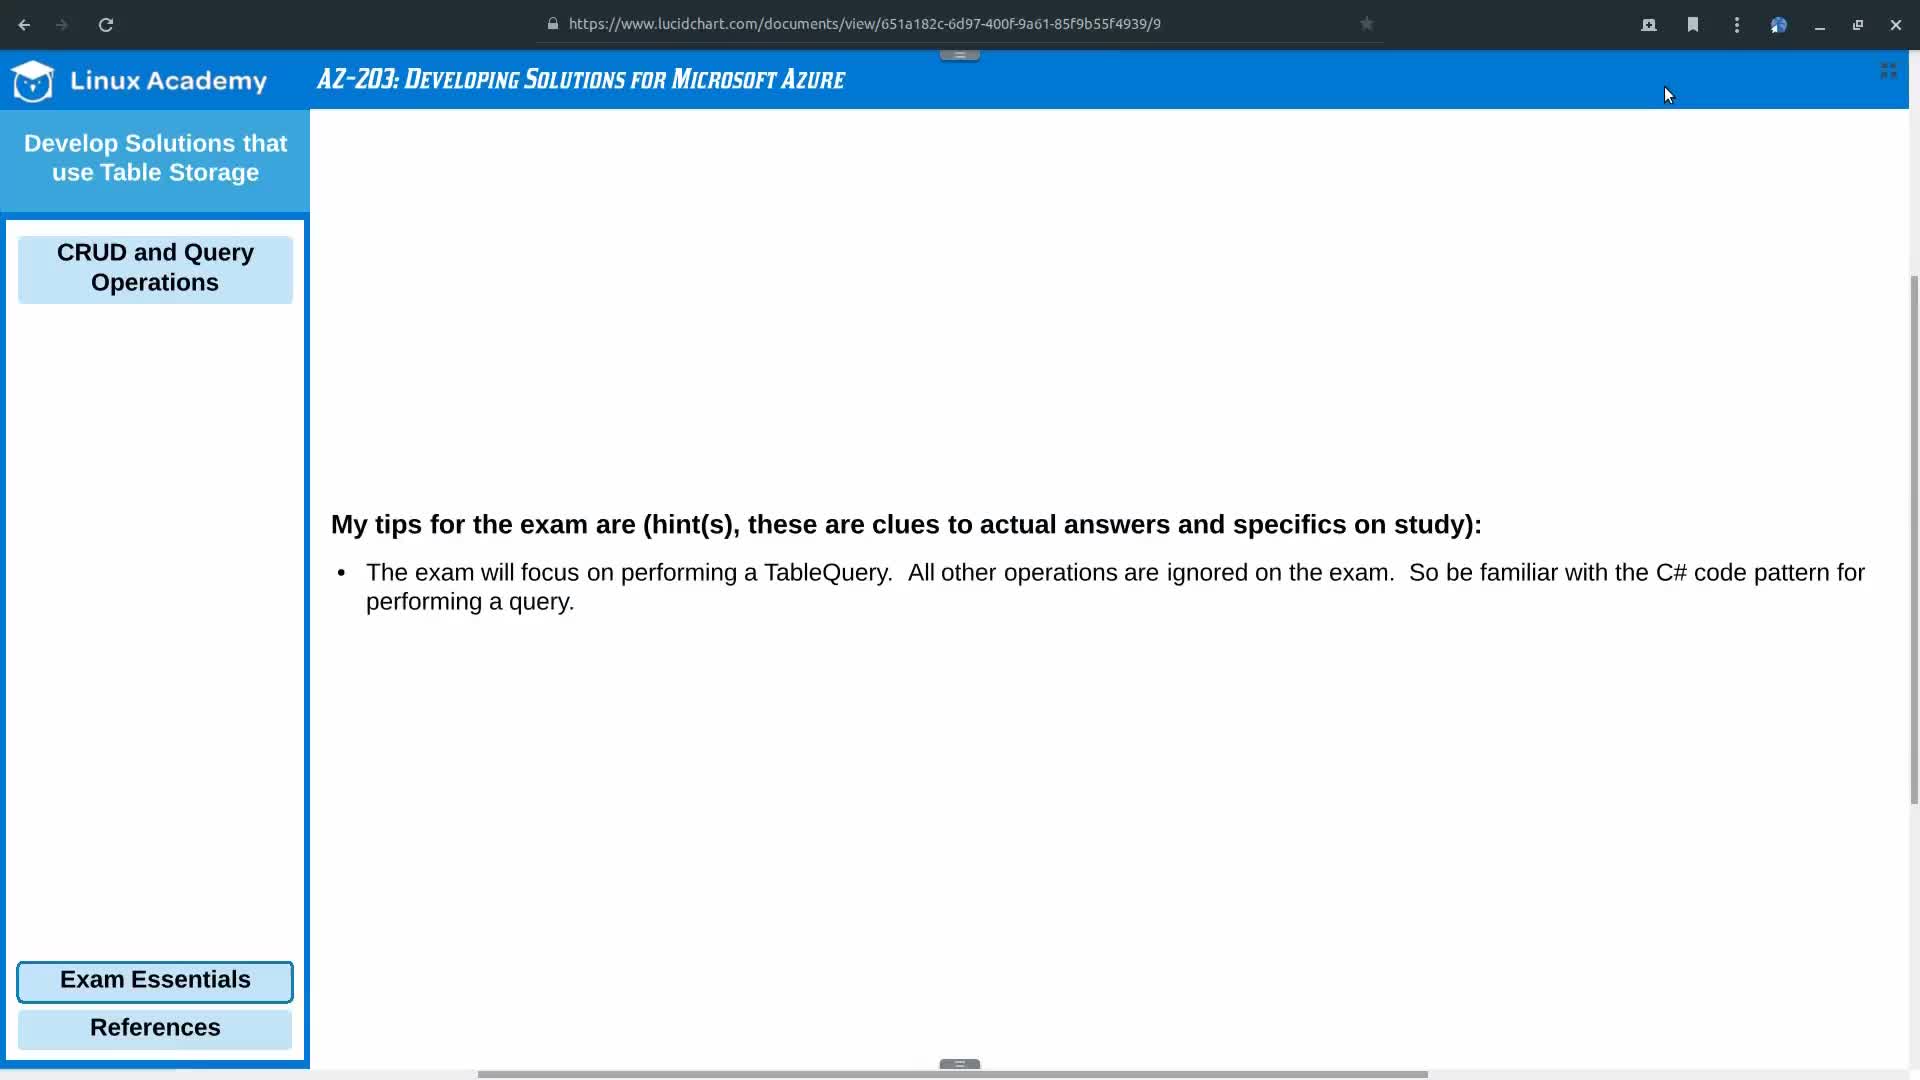 https://www.lucidchart.com/documents/view/651a182c-6d97-400f-9a61-85f9b55f4939/9
Linux Academy
AZ-203: Developing Solutions for Microsoft Azure
Develop Solutions that
use Table Storage
CRUD and Query
Operations
My tips for the exam are (hint(s), these are clues to actual answers and specifics on study):
• The exam will focus on performing a TableQuery.  All other operations are ignored on the exam.  So be familiar with the C# code pattern for
performing a query.
Exam Essentials
References